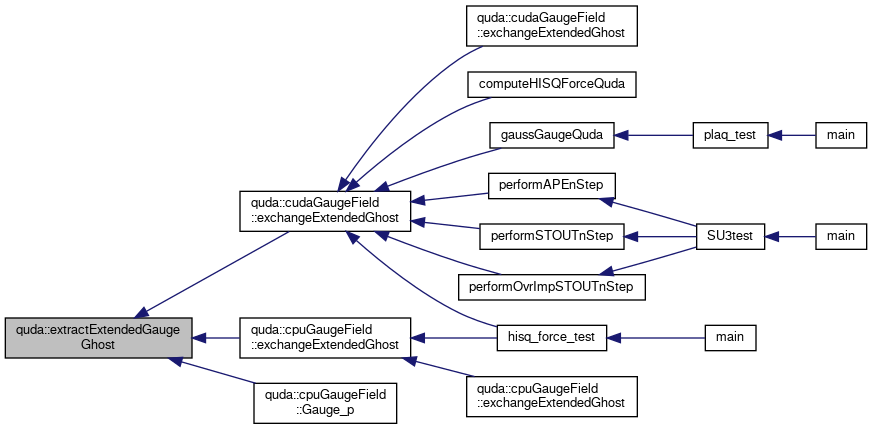 quda::cudaGaugeField
::exchangeExtendedGhost
computeHISQForceQuda
gaussGaugeQuda
plaq_test
main
performAPEnStep
quda::cudaGaugeField
::exchangeExtendedGhost
performSTOUTnStep
SU3test
main
performOvrImpSTOUTnStep
quda::extractExtendedGauge
Ghost
quda::cpuGaugeField
::exchangeExtendedGhost
hisq_force_test
main
quda::cpuGaugeField
::Gauge_p
quda::cpuGaugeField
::exchangeExtendedGhost